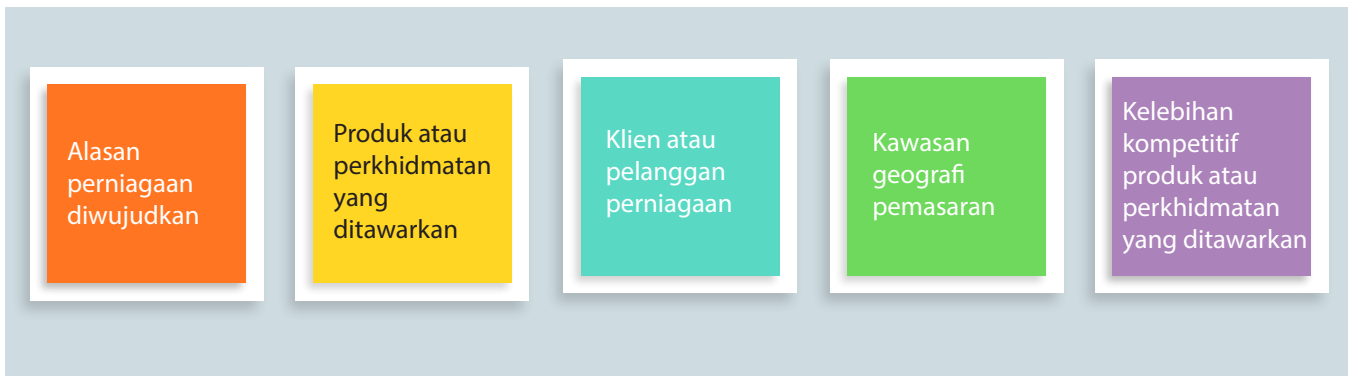 Alasan
perniagaan
diwujudkan
Produk atau
perkhidmatan
yang
ditawarkan
Klien atau
pelanggan
perniagaan
Kawasan
geografi
pemasaran
Kelebihan
kompetitif
produk atau
perkhidmatan
yang ditawarkan